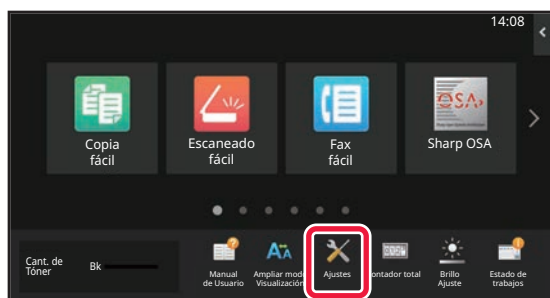 14:08
Copia
fácil
Escaneado
fácil
Fax
fácil
OSA
Sharp OSA
Cant. de
Tóner
Bk
Manual
de Usuario
Ampliar modo
Visualización
Ajustes
ontador total
Brillo
Ajuste
Estado de
trabajos